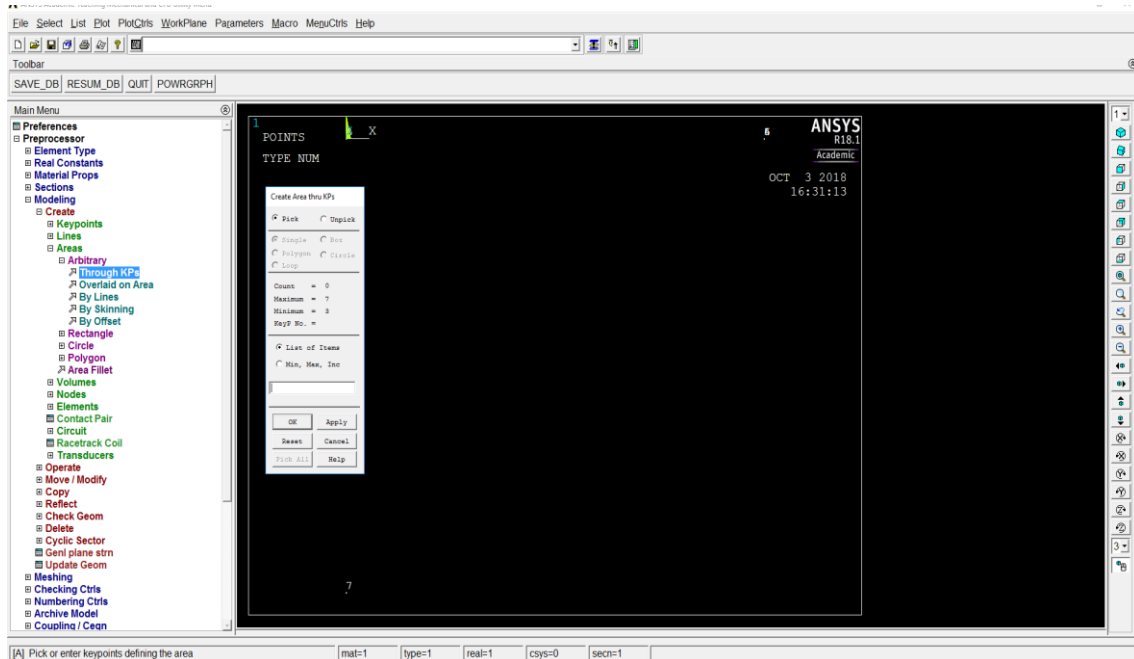 File Select List Plot PlotCtrls WorkPlane Parameters Macro MenuCtrls Help
Toolbar
SAVE_DB RESUM_DB QUIT POWRGRPH
Main Menu
Preferences
Preprocessor
Element Type
Real Constants
Material Props
Sections
Modeling
Create
Keypoints
Lines
Areas
Arbitrary
Through KPs
Overlaid on Area
By Lines
By Skinning
By Offset
Rectangle
Circle
Polygon
Area Fillet
Volumes
Nodes
Elements
Contact Pair
Circuit
Racetrack Coil
Transducers
Operate
Move / Modify
Copy
Reflect
Check Geom
Delete
Cyclic Sector
Genl plane strn
Update Geom
Meshing
Checking Ctrls
Numbering Ctrls
Archive Model
Coupling / Ceqn
1
POINTS
TYPE NUM
X
6
ANSYS
R18.1
Academic
OCT 3 2018
16:31:13
Create Area thru KPs
Pick Unpick
Single Box
Polygon Circle
Loop
Count = 0
Maximum = 7
Minimum = 3
KeyP No. =
List of Items
Min, Max, Inc
OK Apply
Reset Cancel
Pick All Help
7
1
3
[A] Pick or enter keypoints defining the area
mat=1 type=1 real=1 csys=0 secn=1